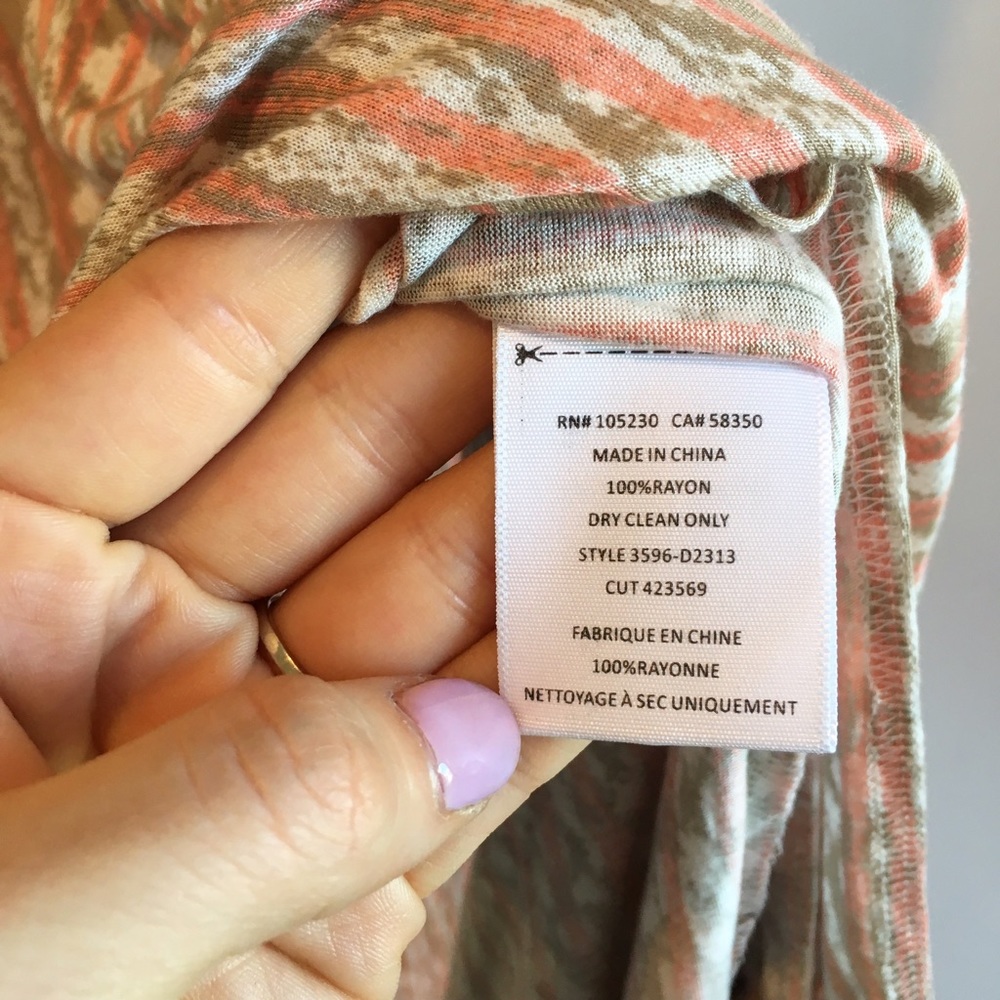 RN# 105230 CA# 58350
MADE IN CHINA
100%RAYON
DRY CLEAN ONLY
STYLE 3596-D2313
CUT 423569
FABRIQUE EN CHINE
100%RAYONNE
NETTOYAGE À SEC UNIQUEMENT